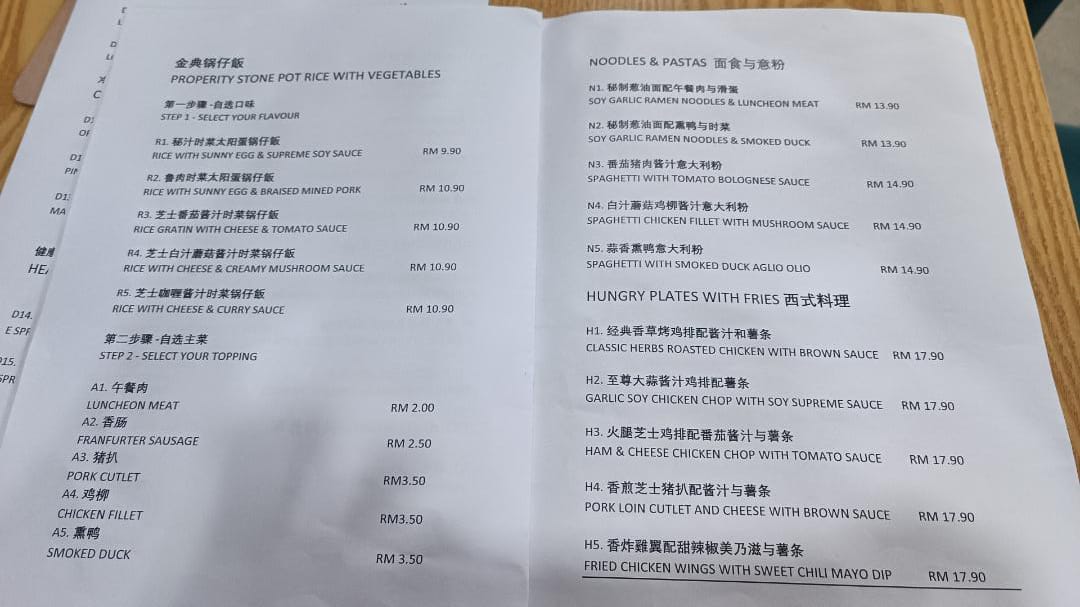 金典锅仔飯
PROPERITY STONE POT RICE WITH VEGETABLES
第一步骤 -自选口味
STEP 1 - SELECT YOUR FLAVOUR
R1. 秘汁时菜太阳蛋锅仔飯
RICE WITH SUNNY EGG & SUPREME SOY SAUCE RM 9.90
R2. 鲁肉时菜太阳蛋锅仔飯
RICE WITH SUNNY EGG & BRAISED MINED PORK RM 10.90
R3. 芝士番茄酱汁时菜锅仔飯
RICE GRATIN WITH CHEESE & TOMATO SAUCE RM 10.90
R4. 芝士白汁蘑菇酱汁时菜锅仔飯
RICE WITH CHEESE & CREAMY MUSHROOM SAUCE RM 10.90
R5. 芝士咖喱酱汁时菜锅仔飯
RICE WITH CHEESE & CURRY SAUCE RM 10.90
第二步骤 -自选主菜
STEP 2 - SELECT YOUR TOPPING
A1. 午餐肉
LUNCHEON MEAT RM 2.00
A2. 香肠
FRANFURTER SAUSAGE RM 2.50
A3. 猪扒
PORK CUTLET RM3.50
A4. 鸡柳
CHICKEN FILLET RM3.50
A5. 熏鸭
SMOKED DUCK RM 3.50
NOODLES & PASTAS 面食与意粉
N1. 秘制葱油面配午餐肉与滑蛋
SOY GARLIC RAMEN NOODLES & LUNCHEON MEAT RM 13.90
N2. 秘制葱油面配熏鸭与时菜
SOY GARLIC RAMEN NOODLES & SMOKED DUCK RM 13.90
N3. 番茄猪肉酱汁意大利粉
SPAGHETTI WITH TOMATO BOLOGNESE SAUCE RM 14.90
N4. 白汁蘑菇鸡柳酱汁意大利粉
SPAGHETTI CHICKEN FILLET WITH MUSHROOM SAUCE RM 14.90
N5. 蒜香熏鸭意大利粉
SPAGHETTI WITH SMOKED DUCK AGLIO OLIO RM 14.90
HUNGRY PLATES WITH FRIES 西式料理
H1. 经典香草烤鸡排配酱汁和薯条
CLASSIC HERBS ROASTED CHICKEN WITH BROWN SAUCE RM 17.90
H2. 至尊大蒜酱汁鸡排配薯条
GARLIC SOY CHICKEN CHOP WITH SOY SUPREME SAUCE RM 17.90
H3. 火腿芝士鸡排配番茄酱汁与薯条
HAM & CHEESE CHICKEN CHOP WITH TOMATO SAUCE RM 17.90
H4. 香煎芝士猪扒配酱汁与薯条
PORK LOIN CUTLET AND CHEESE WITH BROWN SAUCE RM 17.90
H5. 香炸雞翼配甜辣椒美乃滋与薯条
FRIED CHICKEN WINGS WITH SWEET CHILI MAYO DIP RM 17.90
D14.